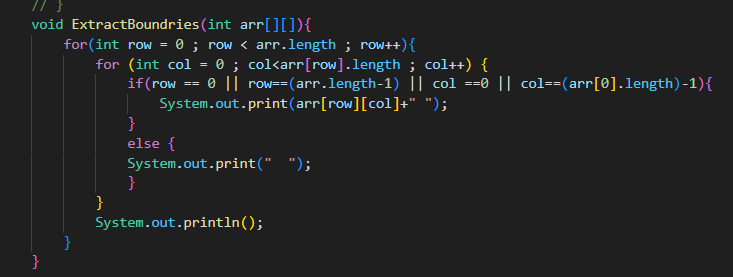 // }
void ExtractBoundries(int arr[][]){
for(int row = 0 ; row < arr.length ; row++){
for (int col = 0 ; col<arr[row].length ; col++) {
if(row == 0 || row==(arr.length-1) || col ==0 || col==(arr[0].length)-1){
System.out.print(arr[row][col]+" ");
}
else {
System.out.print("  ");
}
}
System.out.println();
}
}